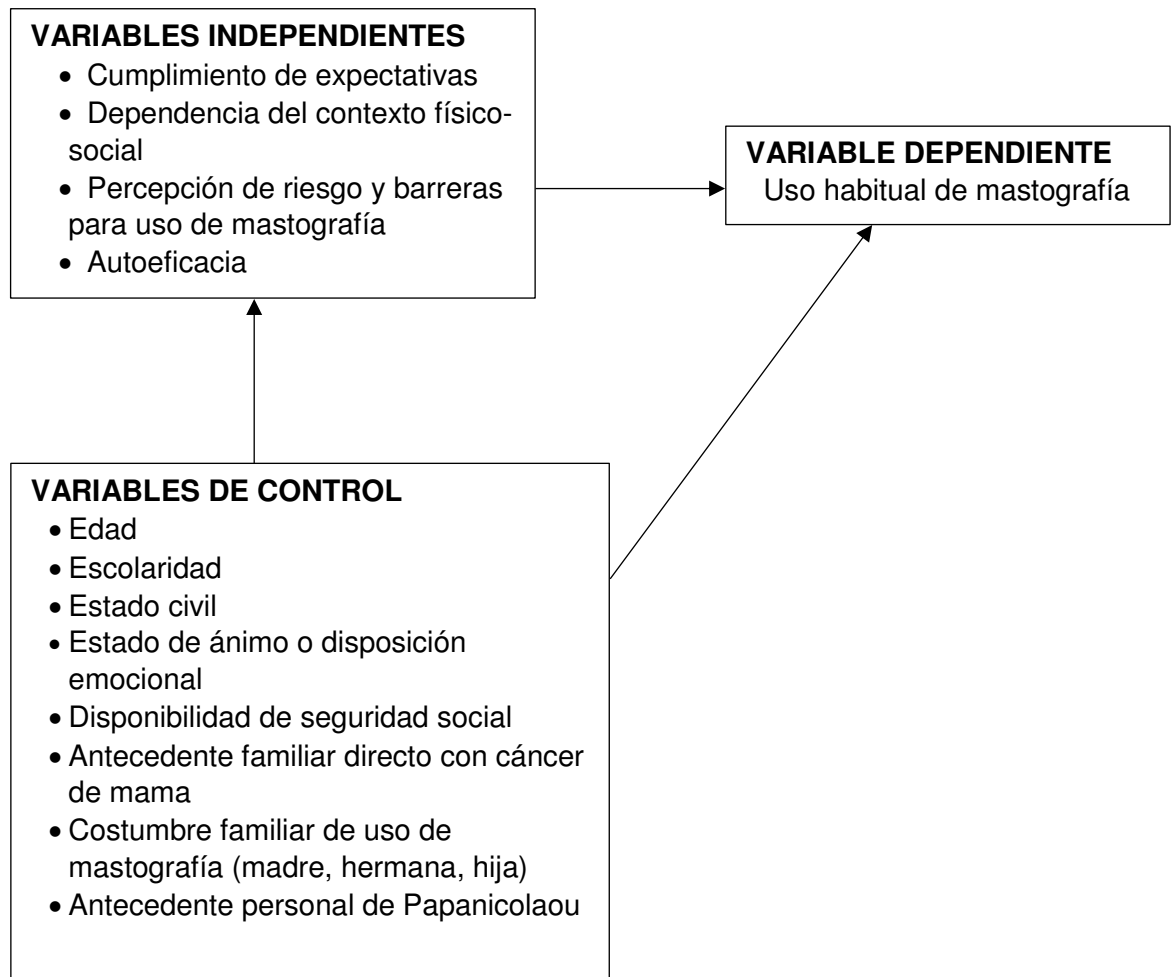 VARIABLES INDEPENDIENTES
• Cumplimiento de expectativas
• Dependencia del contexto físico-
social
• Percepción de riesgo y barreras
para uso de mastografía
• Autoeficacia
VARIABLE DEPENDIENTE
Uso habitual de mastografía
VARIABLES DE CONTROL
• Edad
• Escolaridad
• Estado civil
• Estado de ánimo o disposición
emocional
• Disponibilidad de seguridad social
• Antecedente familiar directo con cáncer
de mama
• Costumbre familiar de uso de
mastografía (madre, hermana, hija)
• Antecedente personal de Papanicolaou